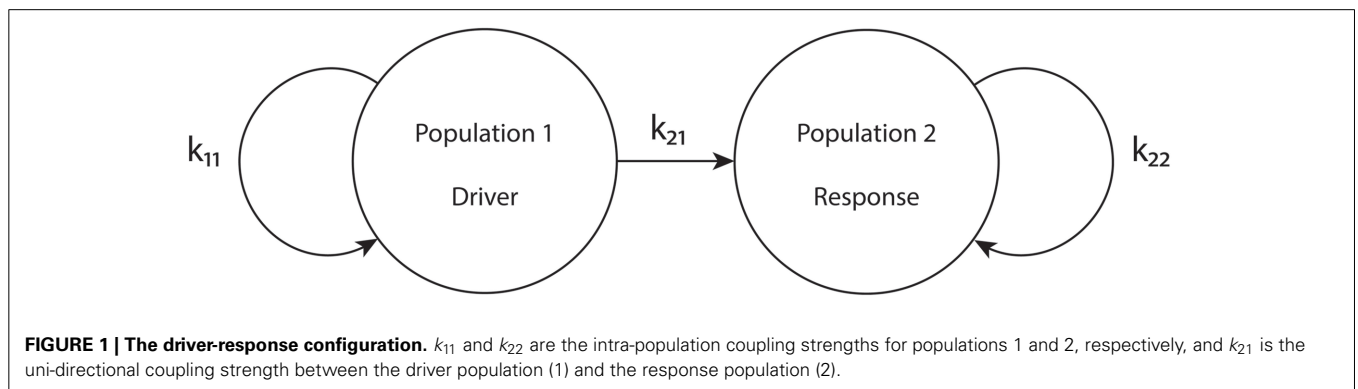 Population 1
Driver
k₁₁
k₂₁
Population 2
Response
k₂₂
FIGURE 1 | The driver-response configuration. k₁₁ and k₂₂ are the intra-population coupling strengths for populations 1 and 2, respectively, and k₂₁ is the
uni-directional coupling strength between the driver population (1) and the response population (2).